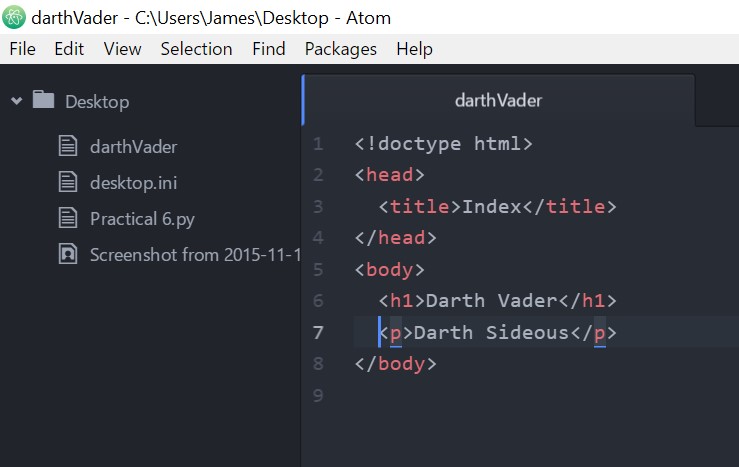 darthVader - C:\Users\James\Desktop - Atom
File Edit View Selection Find Packages Help
Desktop
darthVader
desktop.ini
Practical 6.py
Screenshot from 2015-11-1
darthVader
1 <!doctype html>
2 <head>
3 <title>Index</title>
4 </head>
5 <body>
6 <h1>Darth Vader</h1>
7 <p>Darth Sideous</p>
8 </body>
9